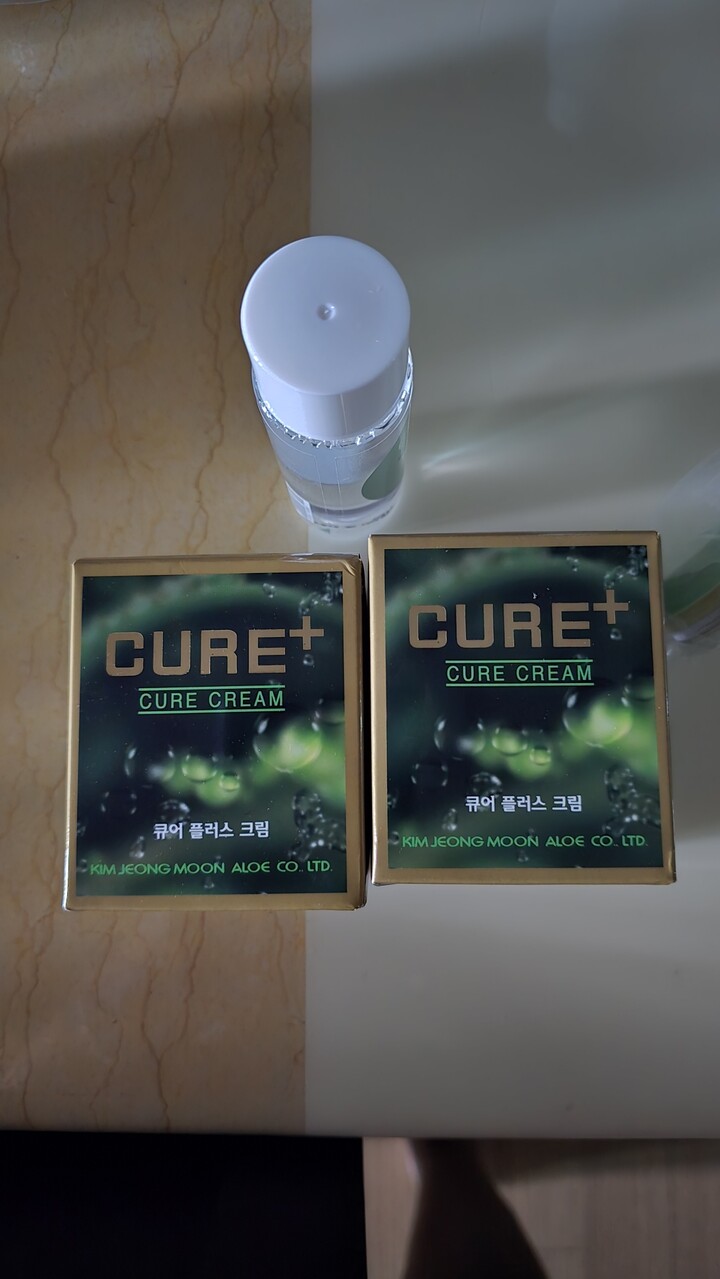 CURE+
CURE CREAM
큐어 플러스 크림
KIM JEONG MOON ALOE CO., LTD.
CURE+
CURE CREAM
큐어 플러스 크림
KIM JEONG MOON ALOE CO., LTD.